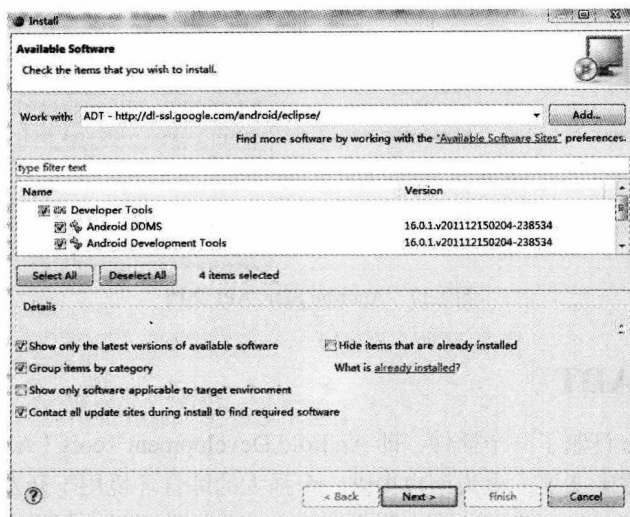 Install
Available Software
Check the items that you wish to install.
Work with: ADT - http://dl-ssl.google.com/android/eclipse/ Add...
Find more software by working with the "Available Software Sites" preferences.
type filter text
Name Version
Developer Tools
Android DDMS 16.0.1.v201112150204-238534
Android Development Tools 16.0.1.v201112150204-238534
Select All Deselect All 4 items selected
Details
Show only the latest versions of available software Hide items that are already installed
Group items by category What is already installed?
Show only software applicable to target environment
Contact all update sites during install to find required software
? < Back Next > Finish Cancel